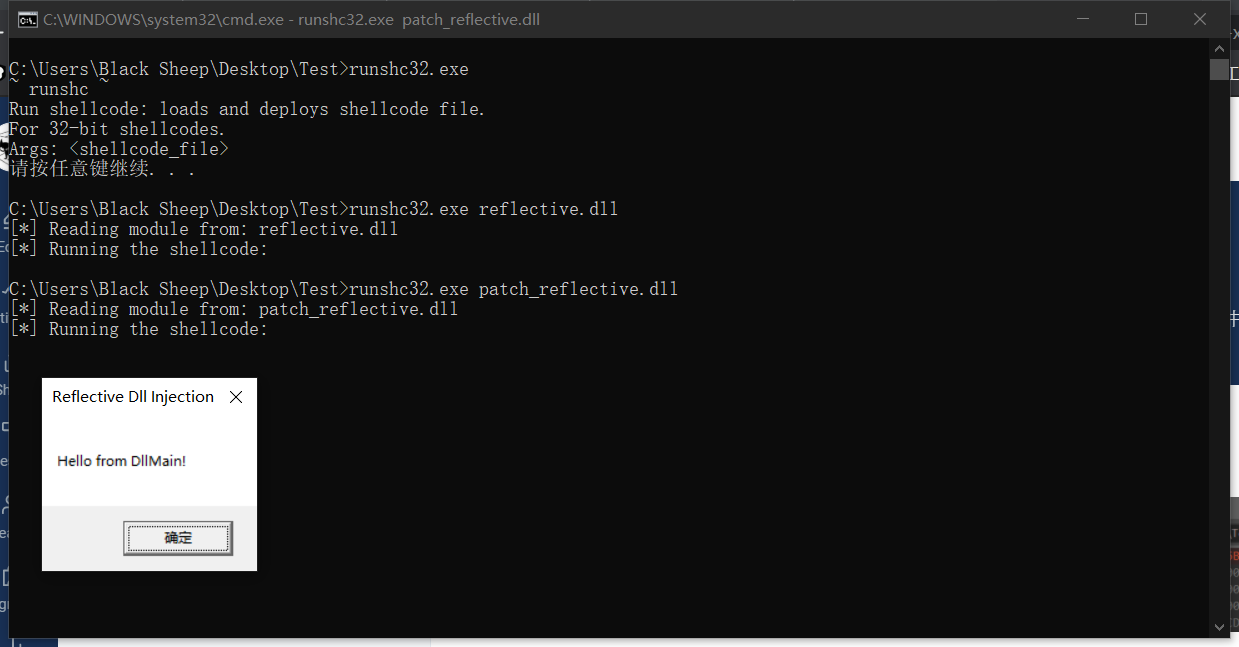 C:\WINDOWS\system32\cmd.exe - runshc32.exe  patch_reflective.dll
C:\Users\Black Sheep\Desktop\Test>runshc32.exe
~ runshc ~
Run shellcode: loads and deploys shellcode file.
For 32-bit shellcodes.
Args: <shellcode_file>
请按任意键继续. . .
C:\Users\Black Sheep\Desktop\Test>runshc32.exe reflective.dll
[*] Reading module from: reflective.dll
[*] Running the shellcode:
C:\Users\Black Sheep\Desktop\Test>runshc32.exe patch_reflective.dll
[*] Reading module from: patch_reflective.dll
[*] Running the shellcode:
Reflective Dll Injection
Hello from DllMain!
确定